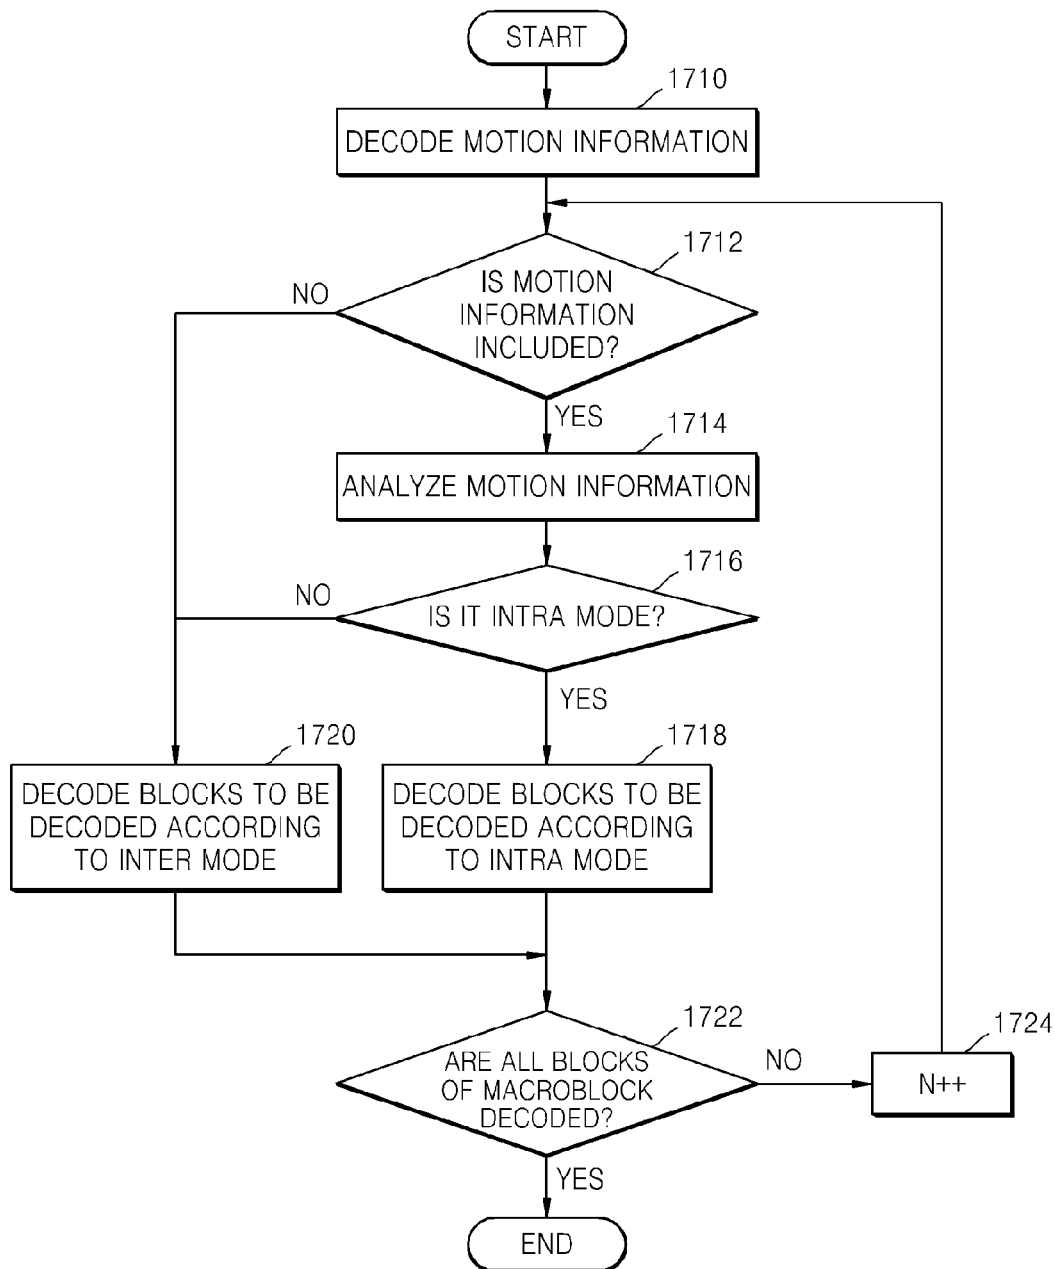 START
1710
DECODE MOTION INFORMATION
1712
IS MOTION
INFORMATION
INCLUDED?
NO
YES
1714
ANALYZE MOTION INFORMATION
1716
IS IT INTRA MODE?
NO
YES
1720
DECODE BLOCKS TO BE
DECODED ACCORDING
TO INTER MODE
1718
DECODE BLOCKS TO BE
DECODED ACCORDING
TO INTRA MODE
1722
ARE ALL BLOCKS
OF MACROBLOCK
DECODED?
NO
1724
N++
YES
END